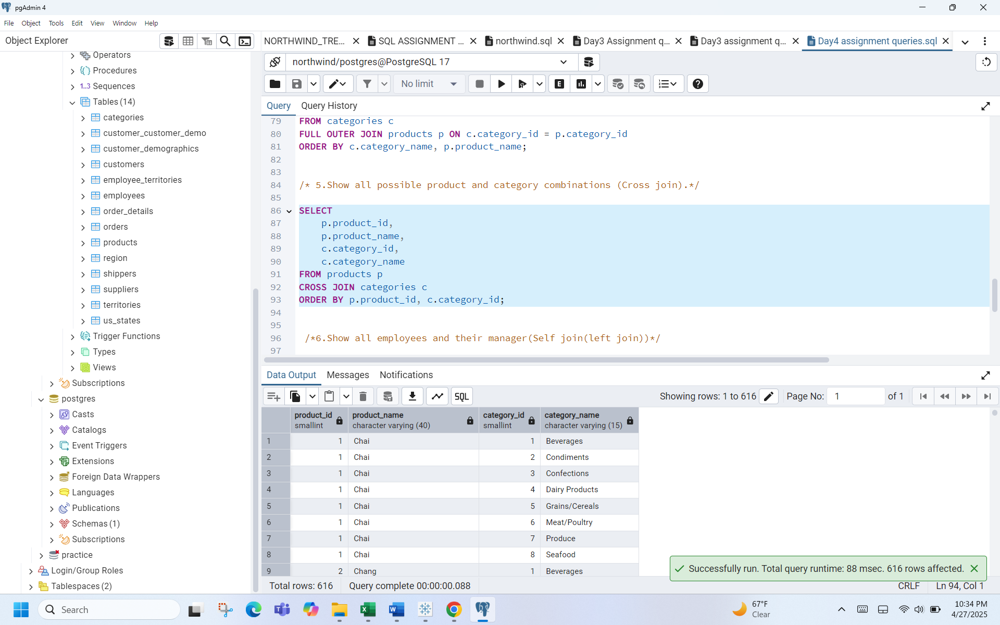 pgAdmin 4
File Object Tools Edit View Window Help
Object Explorer
NORTHWIND_TRE...
SQL ASSIGNMENT ...
northwind.sql
Day3 Assignment q...
Day3 assignment q...
Day4 assignment queries.sql
Operators
Procedures
1..3 Sequences
Tables (14)
categories
customer_customer_demo
customer_demographics
customers
employee_territories
employees
order_details
orders
products
region
shippers
suppliers
territories
us_states
Trigger Functions
Types
Views
Subscriptions
postgres
Casts
Catalogs
Event Triggers
Extensions
Foreign Data Wrappers
Languages
Publications
Schemas (1)
Subscriptions
practice
Login/Group Roles
Tablespaces (2)
northwind/postgres@PostgreSQL 17
No limit
E
Query Query History
79 FROM categories c
80 FULL OUTER JOIN products p ON c.category_id = p.category_id
81 ORDER BY c.category_name, p.product_name;
82
83
84 /* 5.Show all possible product and category combinations (Cross join).*/
85
86 SELECT
87 p.product_id,
88 p.product_name,
89 c.category_id,
90 c.category_name
91 FROM products p
92 CROSS JOIN categories c
93 ORDER BY p.product_id, c.category_id;
94
95
96 /*6.Show all employees and their manager(Self join(left join))*/
97
Data Output Messages Notifications
SQL
Showing rows: 1 to 616
Page No: 1 of 1
product_id smallint
product_name character varying (40)
category_id smallint
category_name character varying (15)
1 1 Chai 1 Beverages
2 1 Chai 2 Condiments
3 1 Chai 3 Confections
4 1 Chai 4 Dairy Products
5 1 Chai 5 Grains/Cereals
6 1 Chai 6 Meat/Poultry
7 1 Chai 7 Produce
8 1 Chai 8 Seafood
9 2 Chang 1 Beverages
Successfully run. Total query runtime: 88 msec. 616 rows affected.
Total rows: 616
Query complete 00:00:00.088
CRLF
Ln 94, Col 1
Search
67°F
Clear
10:34 PM
4/27/2025